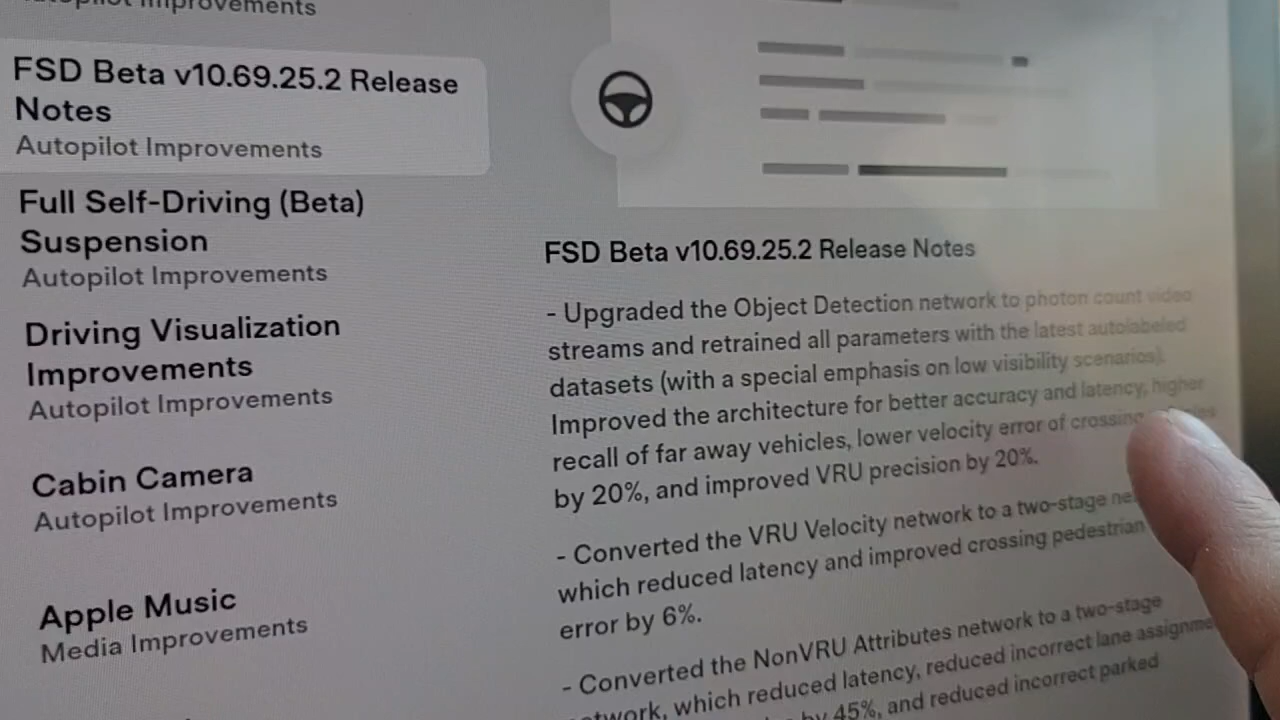 Autopilot Improvements
FSD Beta v10.69.25.2 Release
Notes
Autopilot Improvements
Full Self-Driving (Beta)
Suspension
Autopilot Improvements
Driving Visualization
Improvements
Autopilot Improvements
Cabin Camera
Autopilot Improvements
Apple Music
Media Improvements
FSD Beta v10.69.25.2 Release Notes
- Upgraded the Object Detection network to photon count video
streams and retrained all parameters with the latest autolabeled
datasets (with a special emphasis on low visibility scenarios).
Improved the architecture for better accuracy and latency, higher
recall of far away vehicles, lower velocity error of crossing
by 20%, and improved VRU precision by 20%.
- Converted the VRU Velocity network to a two-stage
which reduced latency and improved crossing pedestrian
error by 6%.
- Converted the NonVRU Attributes network to a two-stage
which reduced latency, reduced incorrect lane
by 45%, and reduced incorrect parked